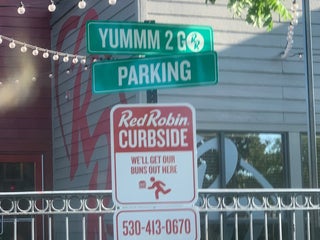 YUMMM 2 GO
PARKING
Red Robin
CURBSIDE
WE'LL GET OUR
BUNS OUT HERE
530-413-0670